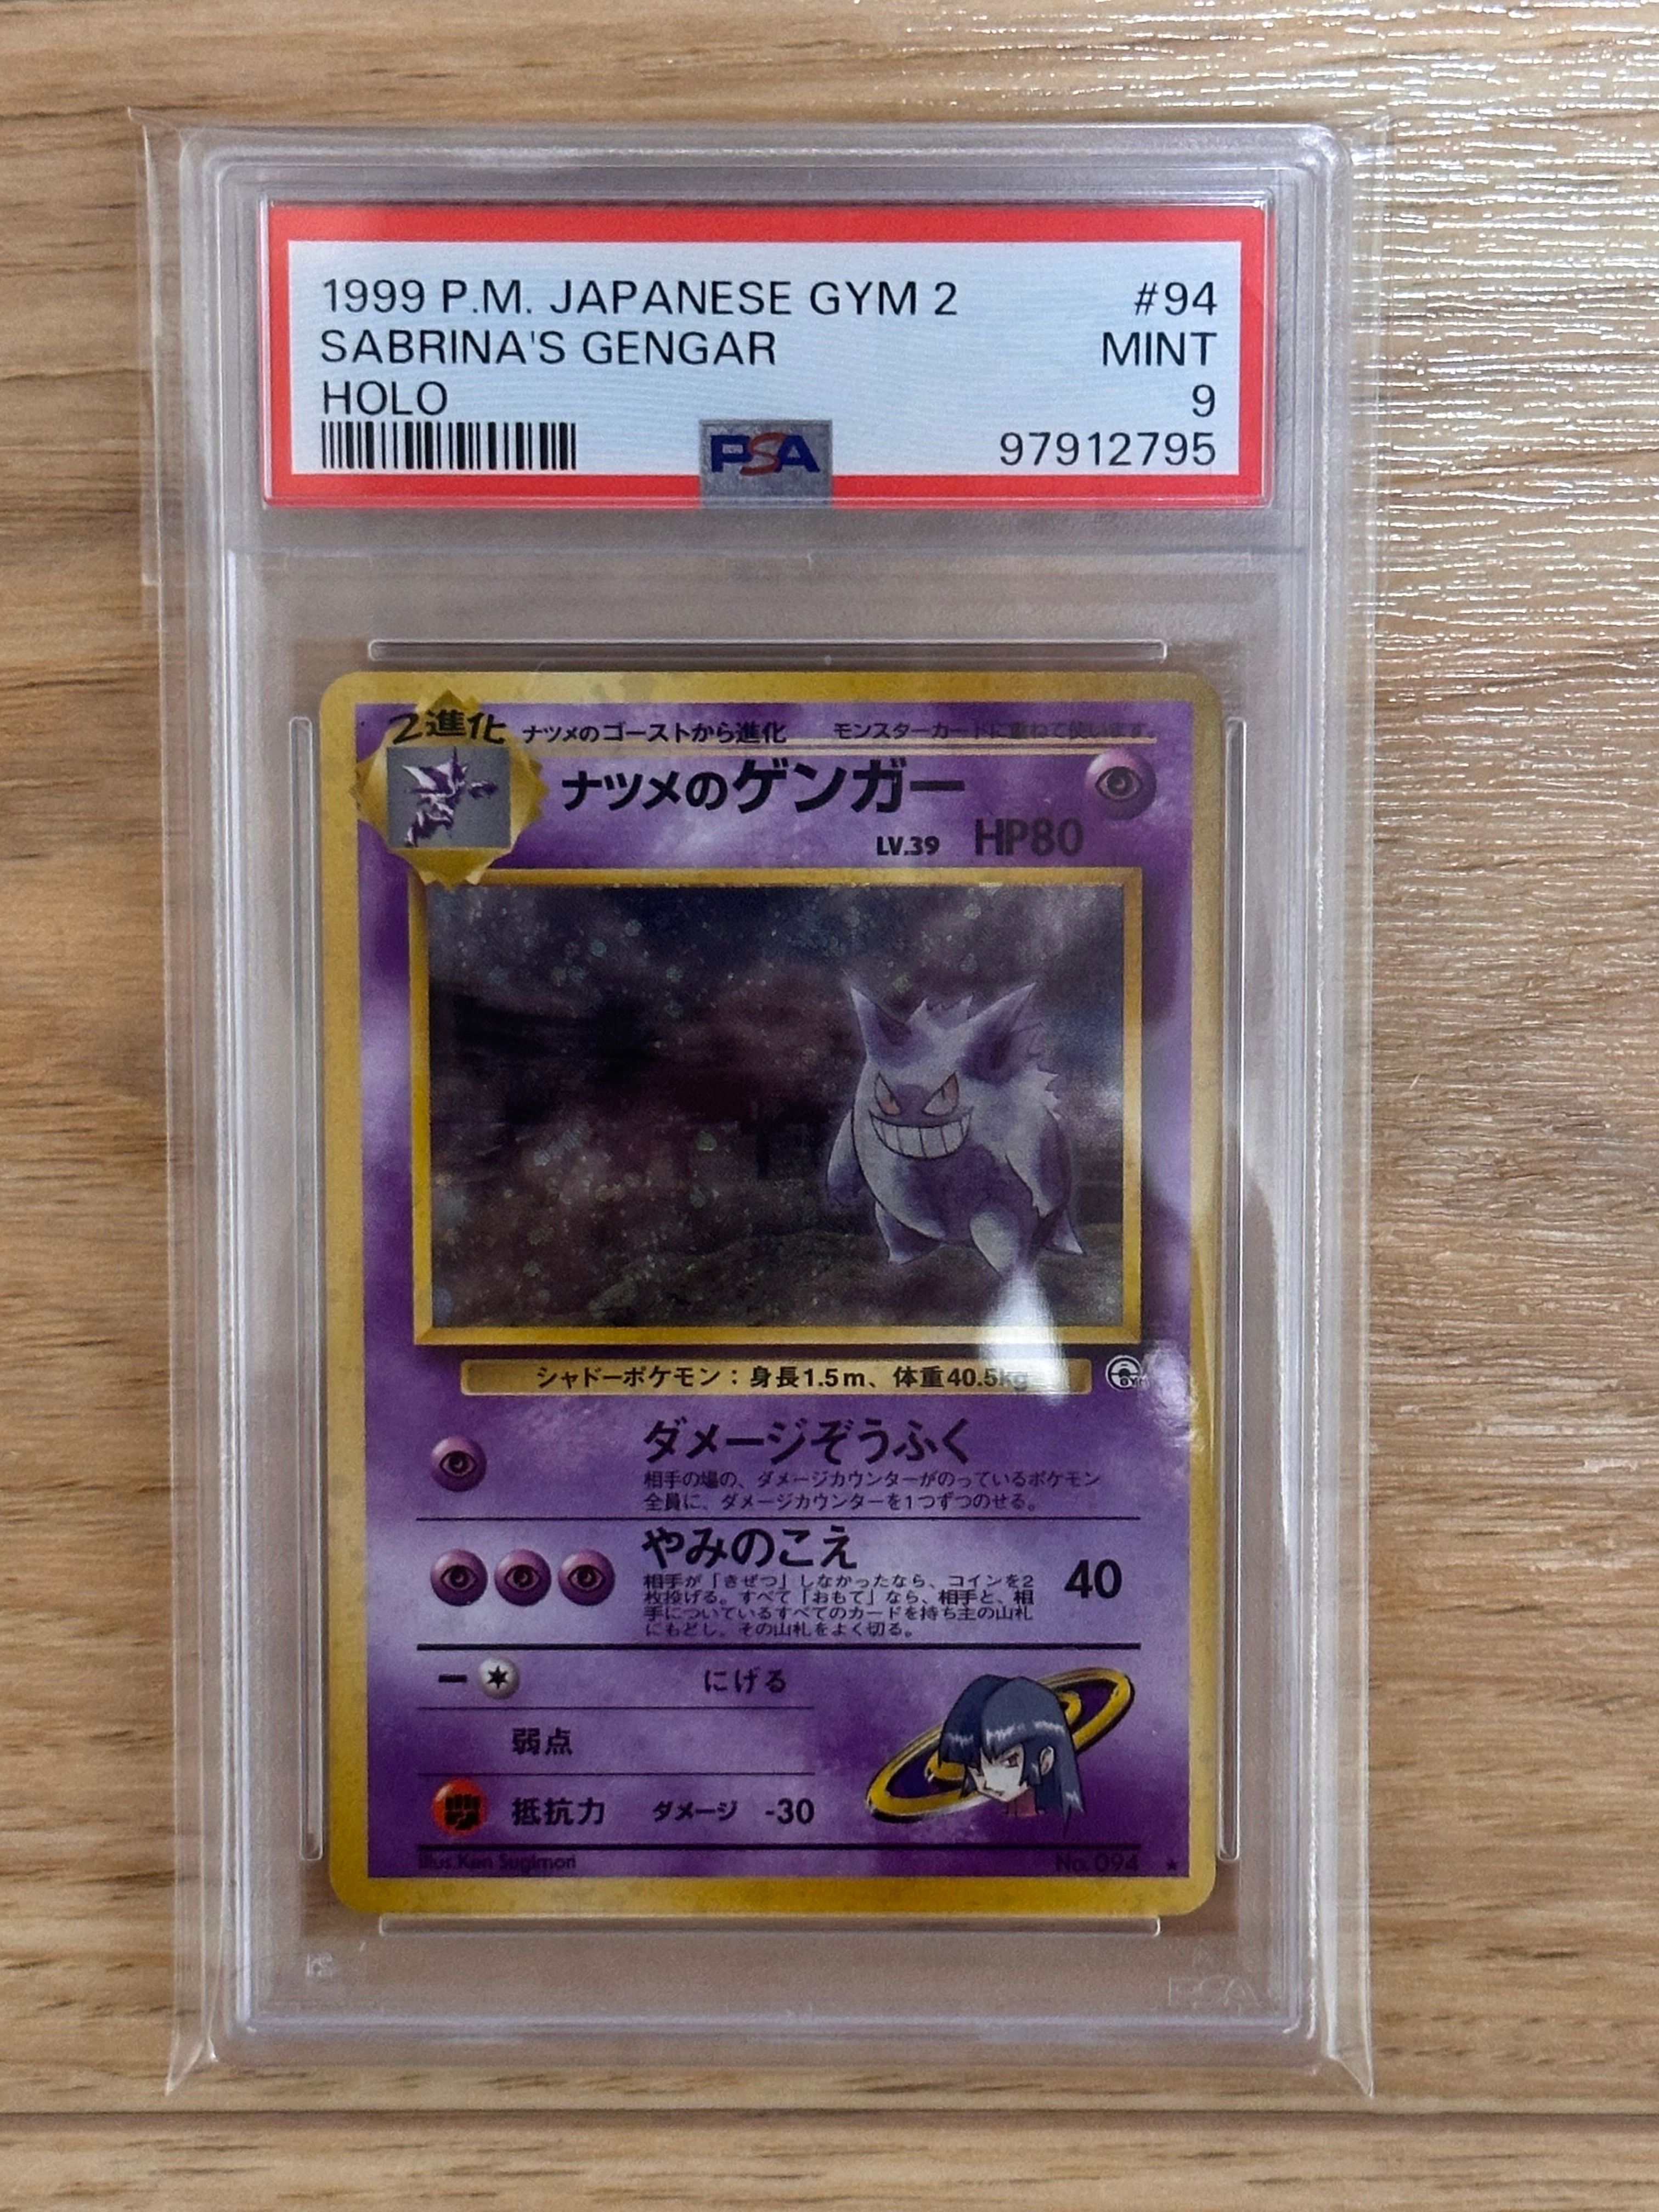 1999 P.M. JAPANESE GYM 2 #94
SABRINA'S GENGAR MINT
HOLO 9
PSA 97912795
2進化 ナツメのゴーストから進化 モンスターカードに重ねて使います。
ナツメのゲンガー
LV.39 HP80
シャドーポケモン：身長1.5m、体重40.5kg
GYM
ダメージぞうふく
相手の場の、ダメージカウンターがのっているポケモン
全員に、ダメージカウンターを1つずつのせる。
やみのこえ
相手が「きぜつ」しなかったなら、コインを2
枚投げる。すべて「おもて」なら、相手と、相
手についているすべてのカードを持ち主の山札
にもどし、その山札をよく切る。
40
にげる
弱点
抵抗力 ダメージ -30
Illus.Ken Sugimori No.094 ★
PSA